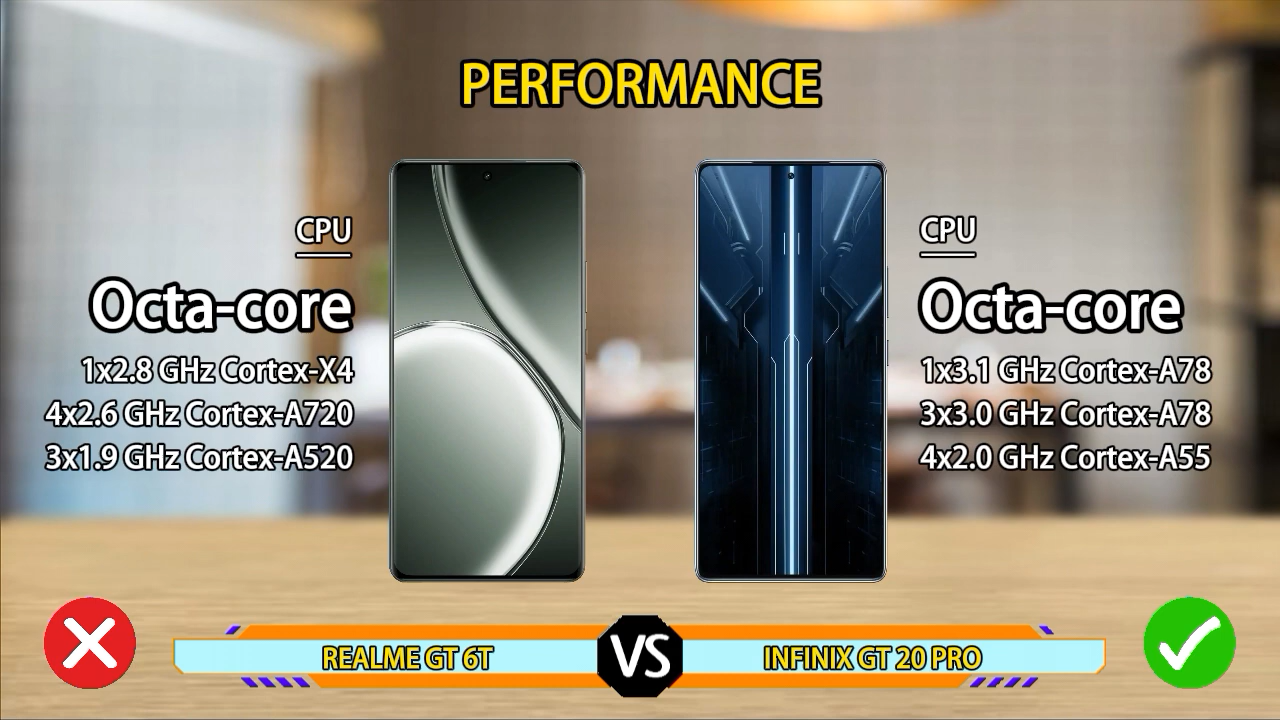 PERFORMANCE
CPU
Octa-core
1x2.8 GHz Cortex-X4
4x2.6 GHz Cortex-A720
3x1.9 GHz Cortex-A520
CPU
Octa-core
1x3.1 GHz Cortex-A78
3x3.0 GHz Cortex-A78
4x2.0 GHz Cortex-A55
REALME GT 6T
VS
INFINIX GT 20 PRO